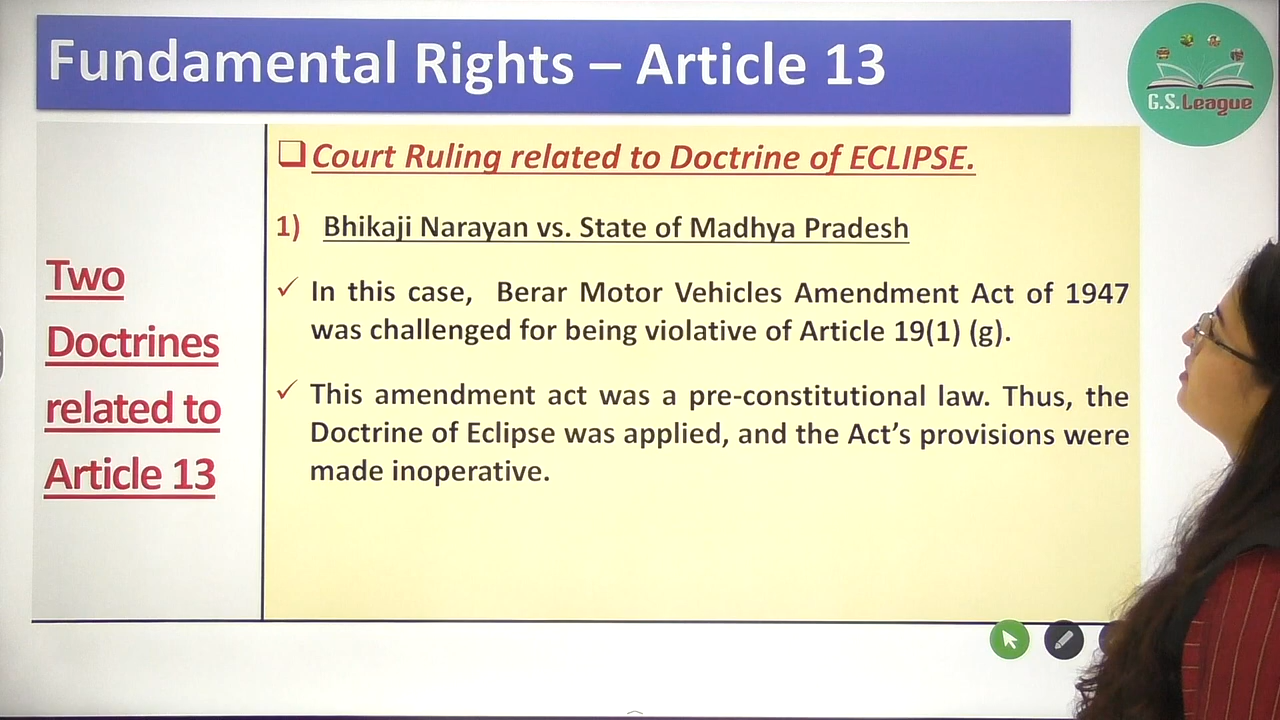 Fundamental Rights – Article 13
G.S.League
Two
Doctrines
related to
Article 13
Court Ruling related to Doctrine of ECLIPSE.
1) Bhikaji Narayan vs. State of Madhya Pradesh
✓ In this case, Berar Motor Vehicles Amendment Act of 1947
was challenged for being violative of Article 19(1) (g).
✓ This amendment act was a pre-constitutional law. Thus, the
Doctrine of Eclipse was applied, and the Act's provisions were
made inoperative.